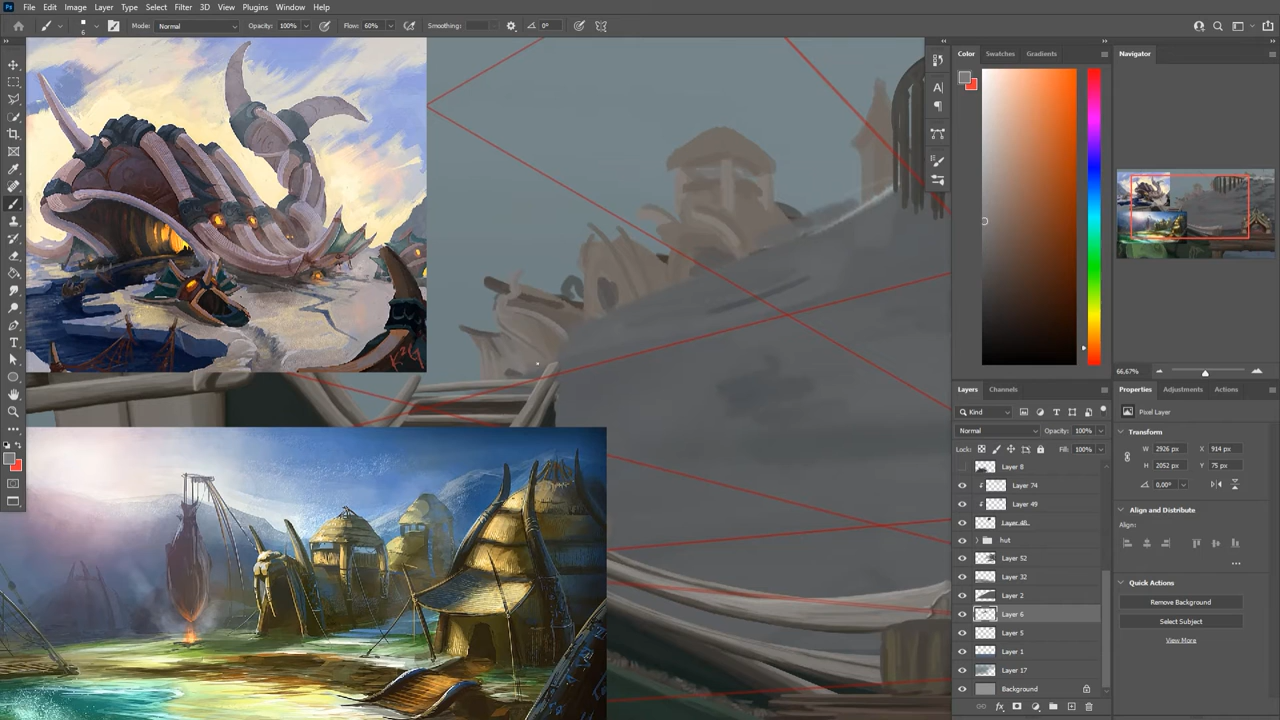 Ps File Edit Image Layer Type Select Filter 3D View Plugins Window Help
6 Mode: Normal Opacity: 100% Flow: 60% Smoothing: 0°
Color Swatches Gradients
Navigator
66.67%
Layers Channels
Kind
Normal Opacity: 100%
Lock: Fill: 100%
Layer 8
Layer 74
Layer 49
Layer 48
hut
Layer 52
Layer 32
Layer 2
Layer 6
Layer 5
Layer 1
Layer 17
Background
fx
Properties Adjustments Actions
Pixel Layer
Transform
W 2926 px X 914 px
H 2052 px Y 75 px
0,00°
Align and Distribute
Align:
Quick Actions
Remove Background
Select Subject
View More